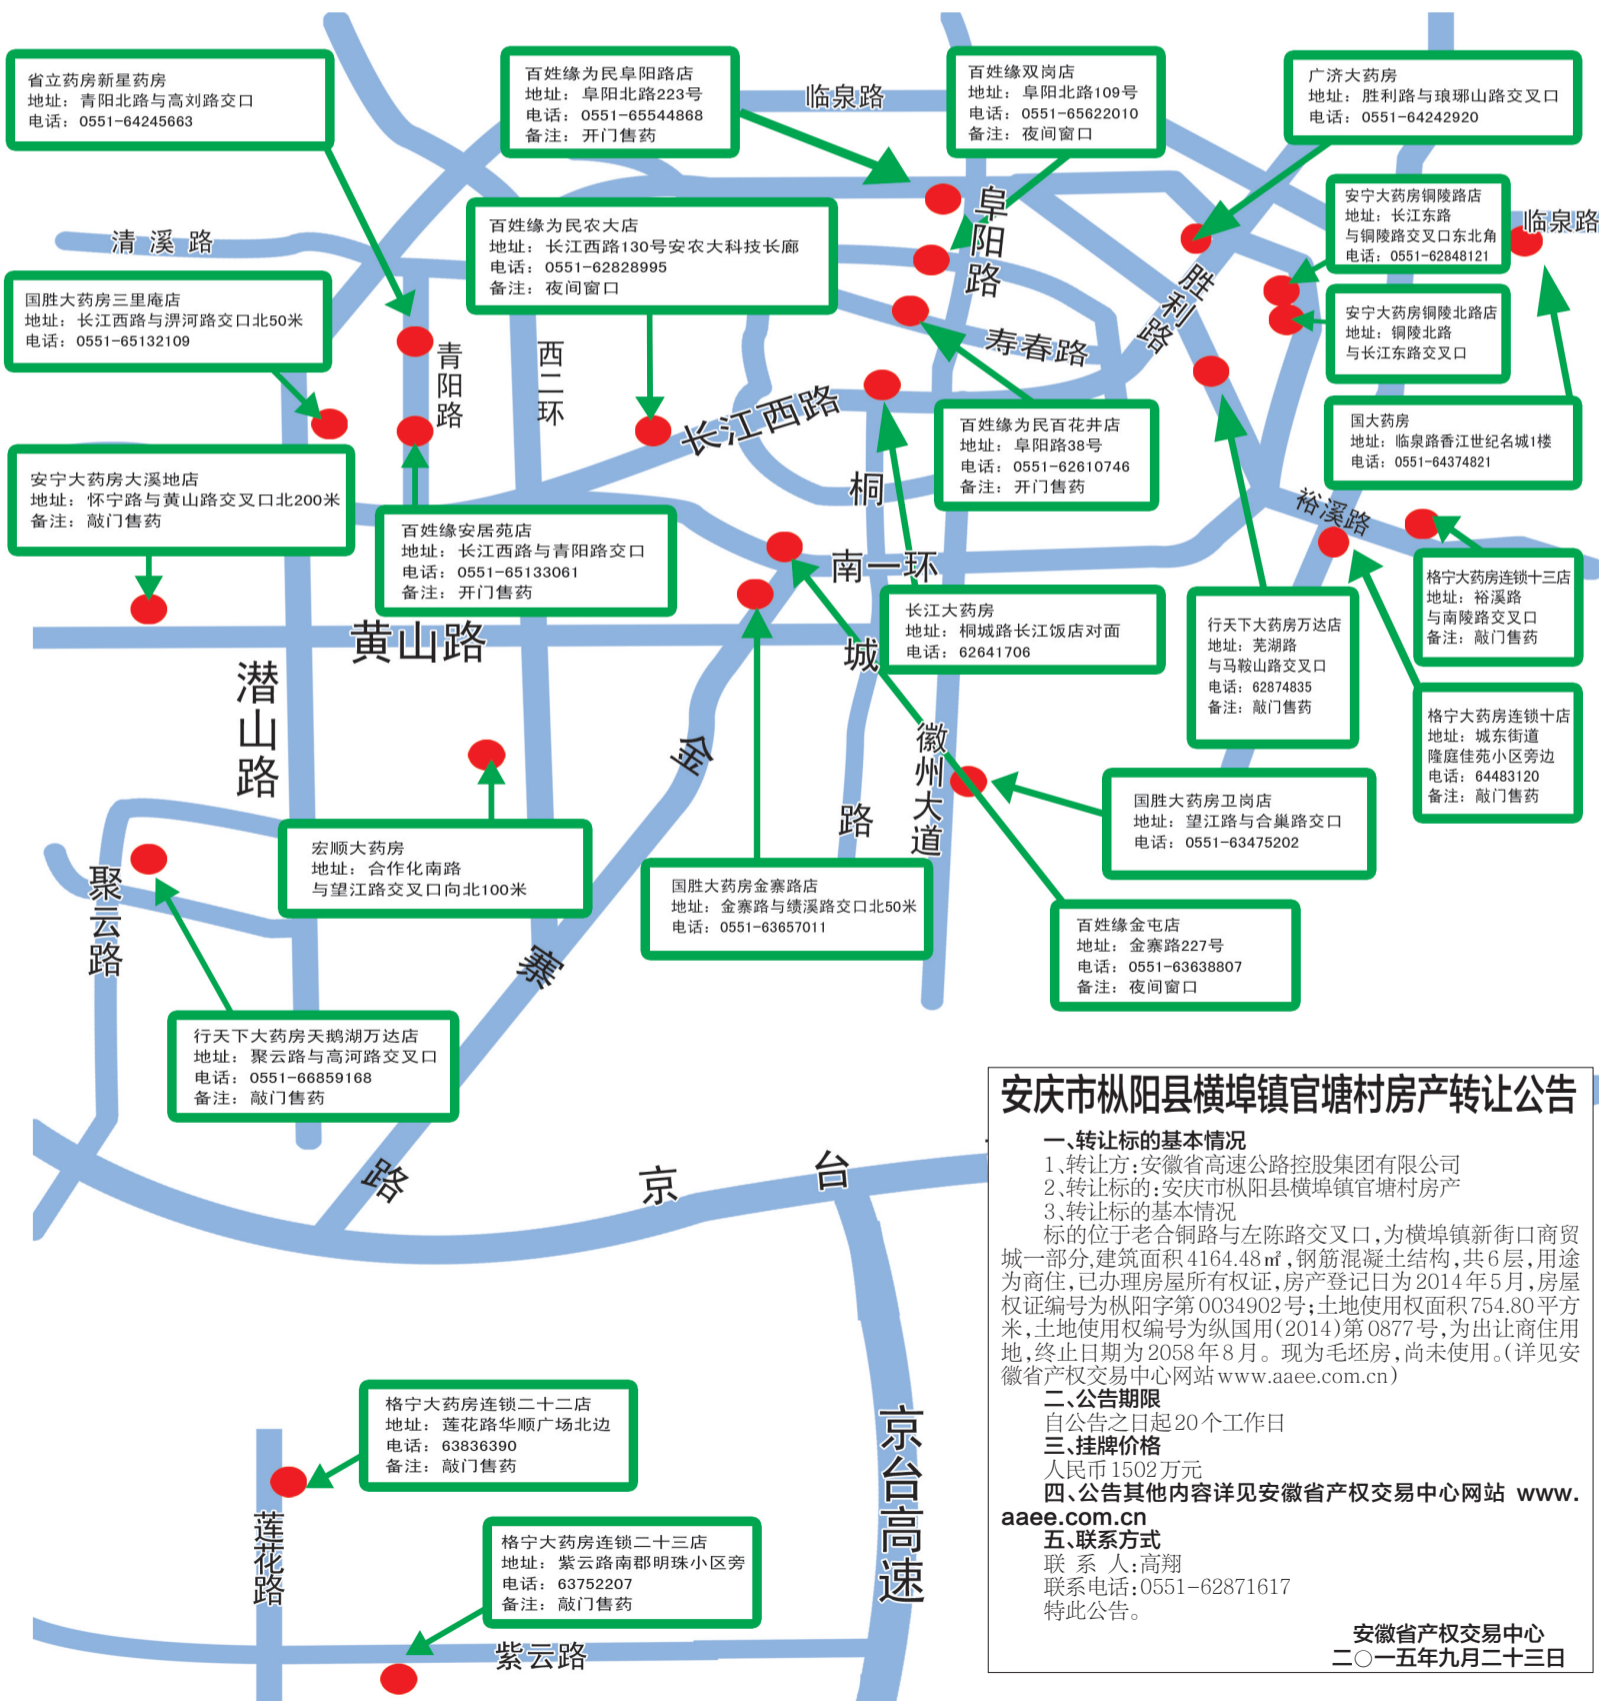 省立药房新星药房
地址：青阳北路与高刘路交口
电话：0551-64245663
百姓缘为民阜阳路店
地址：阜阳北路223号
电话：0551-65544868
备注：开门售药
临泉路
百姓缘双岗店
地址：阜阳北路109号
电话：0551-65622010
备注：夜间窗口
广济大药房
地址：胜利路与琅琊山路交叉口
电话：0551-64242920
清溪路
百姓缘为民农大店
地址：长江西路130号安农大科技长廊
电话：0551-62828995
备注：夜间窗口
阜阳路
安宁大药房铜陵路店
地址：长江东路
与铜陵路交叉口东北角
电话：0551-62848121
临泉路
国胜大药房三里庵店
地址：长江西路与淠河路交口北50米
电话：0551-65132109
青阳路
西二环
寿春路
胜利路
安宁大药房铜陵北路店
地址：铜陵北路
与长江东路交叉口
长江西路
百姓缘为民百花井店
地址：阜阳路38号
电话：0551-62610746
备注：开门售药
国大药房
地址：临泉路香江世纪名城1楼
电话：0551-64374821
安宁大药房大溪地店
地址：怀宁路与黄山路交叉口北200米
备注：敲门售药
百姓缘安居苑店
地址：长江西路与青阳路交口
电话：0551-65133061
备注：开门售药
桐
城
路
南一环
裕溪路
长江大药房
地址：桐城路长江饭店对面
电话：62641706
行天下大药房万达店
地址：芜湖路
与马鞍山路交叉口
电话：62874835
备注：敲门售药
格宁大药房连锁十三店
地址：裕溪路
与南陵路交叉口
备注：敲门售药
黄山路
潜山路
金
寨
路
徽州大道
格宁大药房连锁十店
地址：城东街道
隆庭佳苑小区旁边
电话：64483120
备注：敲门售药
国胜大药房卫岗店
地址：望江路与合巢路交口
电话：0551-63475202
宏顺大药房
地址：合作化南路
与望江路交叉口向北100米
国胜大药房金寨路店
地址：金寨路与绩溪路交口北50米
电话：0551-63657011
聚云路
百姓缘金屯店
地址：金寨路227号
电话：0551-63638807
备注：夜间窗口
行天下大药房天鹅湖万达店
地址：聚云路与高河路交叉口
电话：0551-66859168
备注：敲门售药
京
台
京台高速
格宁大药房连锁二十二店
地址：莲花路华顺广场北边
电话：63836390
备注：敲门售药
莲花路
格宁大药房连锁二十三店
地址：紫云路南郡明珠小区旁
电话：63752207
备注：敲门售药
紫云路
安庆市枞阳县横埠镇官塘村房产转让公告
一、转让标的基本情况
1、转让方：安徽省高速公路控股集团有限公司
2、转让标的：安庆市枞阳县横埠镇官塘村房产
3、转让标的基本情况
标的位于老合铜路与左陈路交叉口，为横埠镇新街口商贸
城一部分，建筑面积4164.48㎡，钢筋混凝土结构，共6层，用途
为商住，已办理房屋所有权证，房产登记日为2014年5月，房屋
权证编号为枞阳字第0034902号；土地使用权面积754.80平方
米，土地使用权编号为纵国用(2014)第0877号，为出让商住用
地，终止日期为2058年8月。现为毛坯房，尚未使用。(详见安
徽省产权交易中心网站www.aaee.com.cn)
二、公告期限
自公告之日起20个工作日
三、挂牌价格
人民币1502万元
四、公告其他内容详见安徽省产权交易中心网站 www.
aaee.com.cn
五、联系方式
联 系 人：高翔
联系电话：0551-62871617
特此公告。
安徽省产权交易中心
二〇一五年九月二十三日